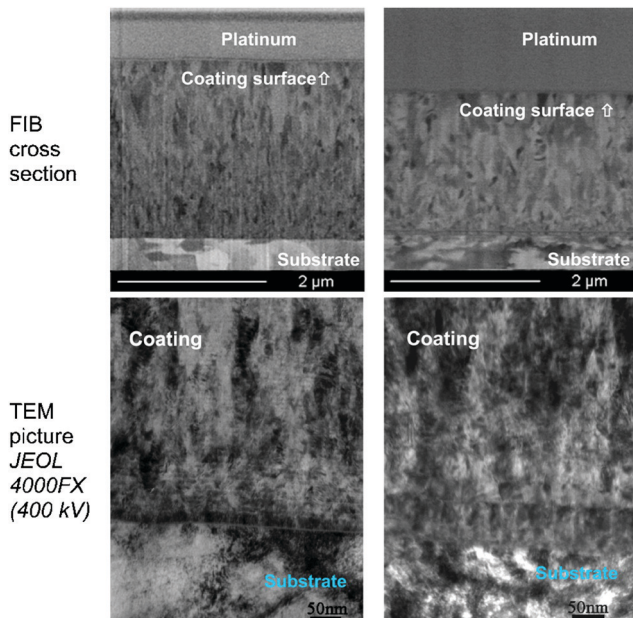 Platinum
Coating surface⇧
Substrate
2 µm
Platinum
Coating surface ⇧
Substrate
2 µm
FIB
cross
section
Coating
Substrate
50nm
Coating
Substrate
50nm
TEM
picture
JEOL
4000FX
(400 kV)